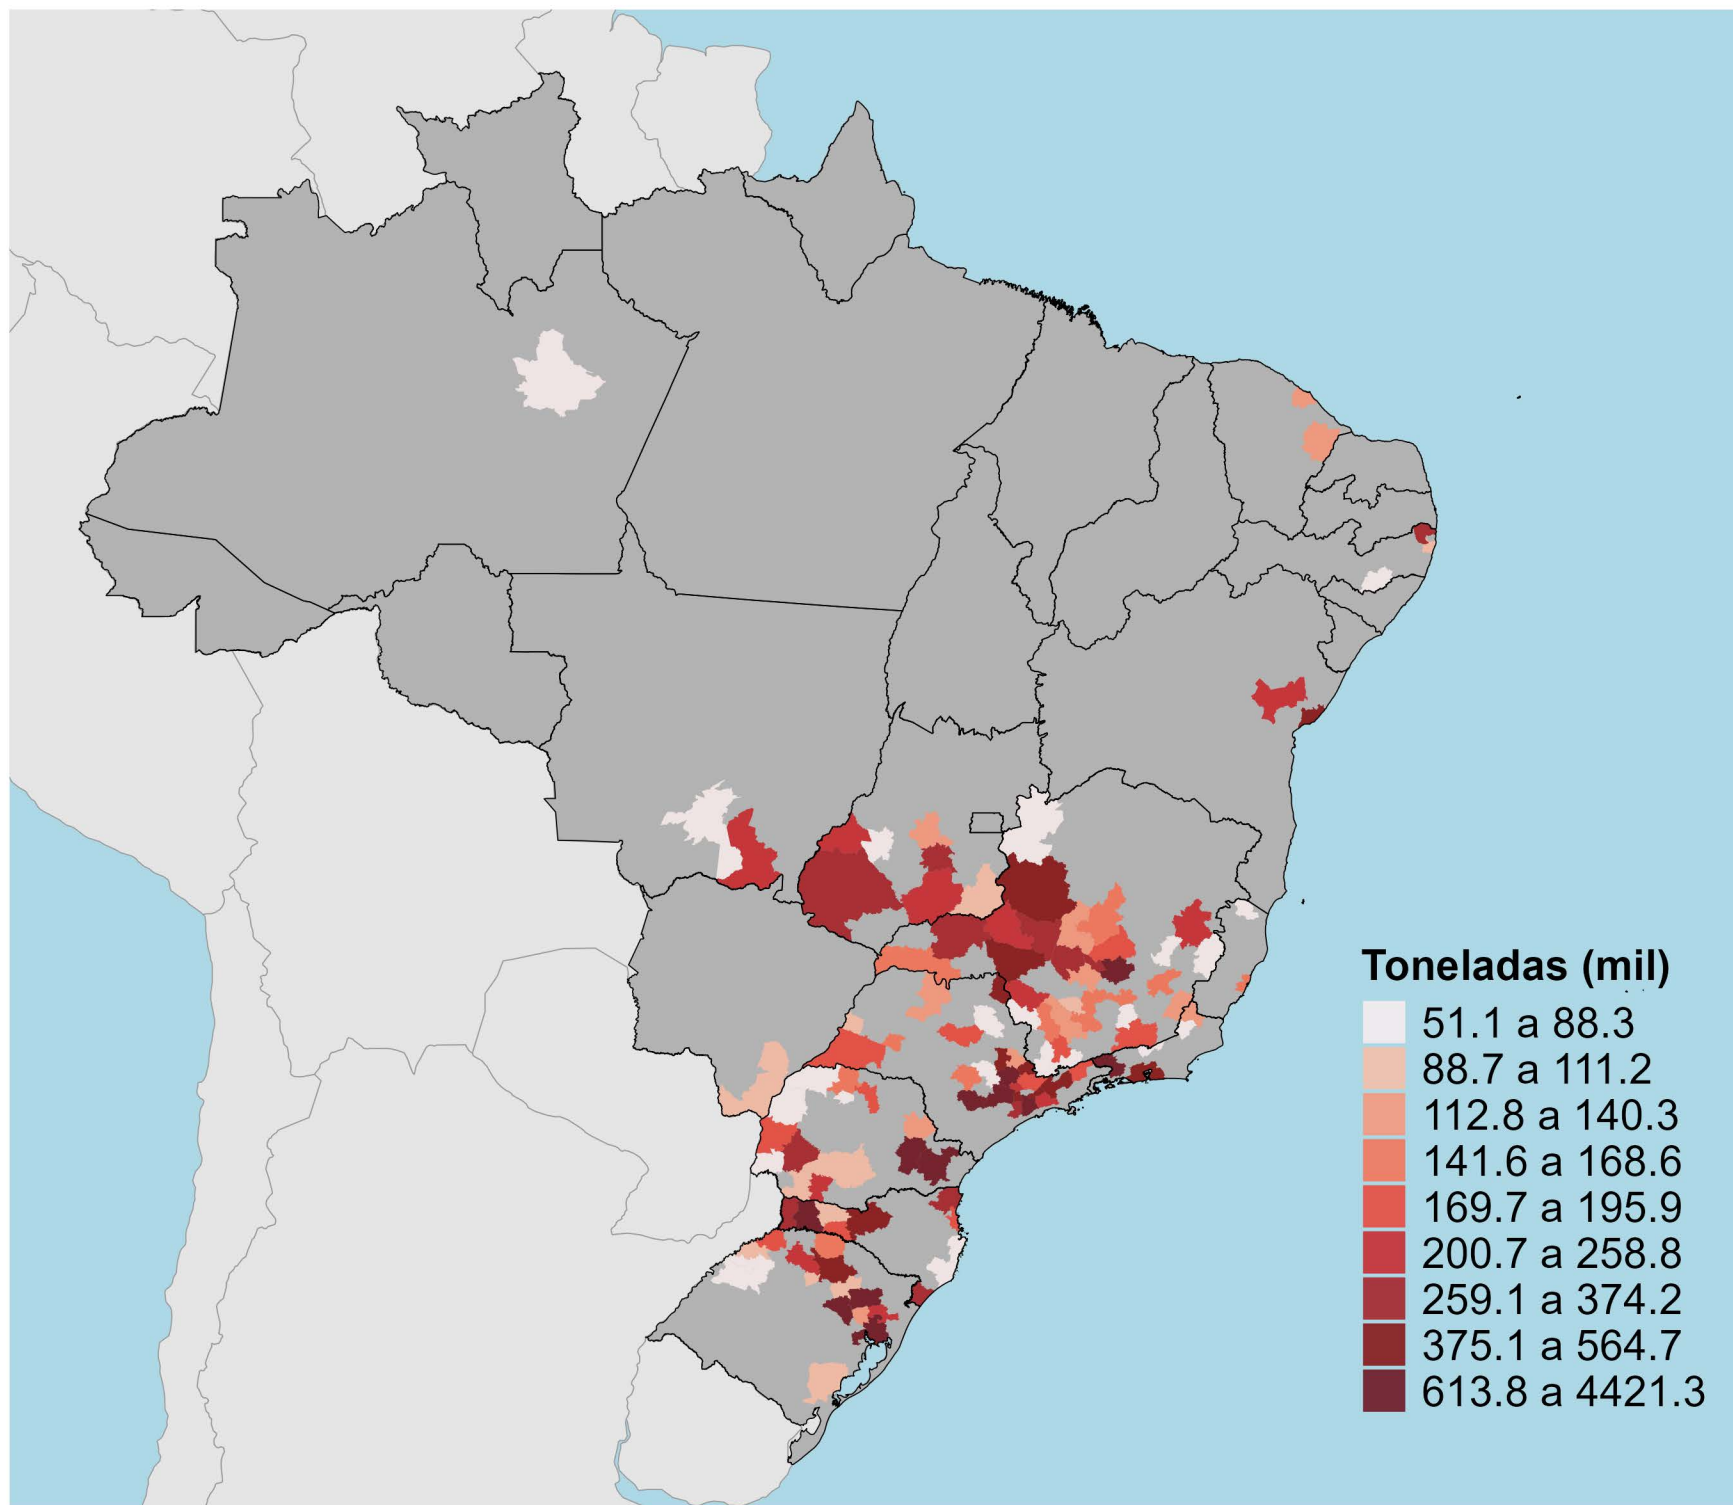 Toneladas (mil)
51.1 a 88.3
88.7 a 111.2
112.8 a 140.3
141.6 a 168.6
169.7 a 195.9
200.7 a 258.8
259.1 a 374.2
375.1 a 564.7
613.8 a 4421.3